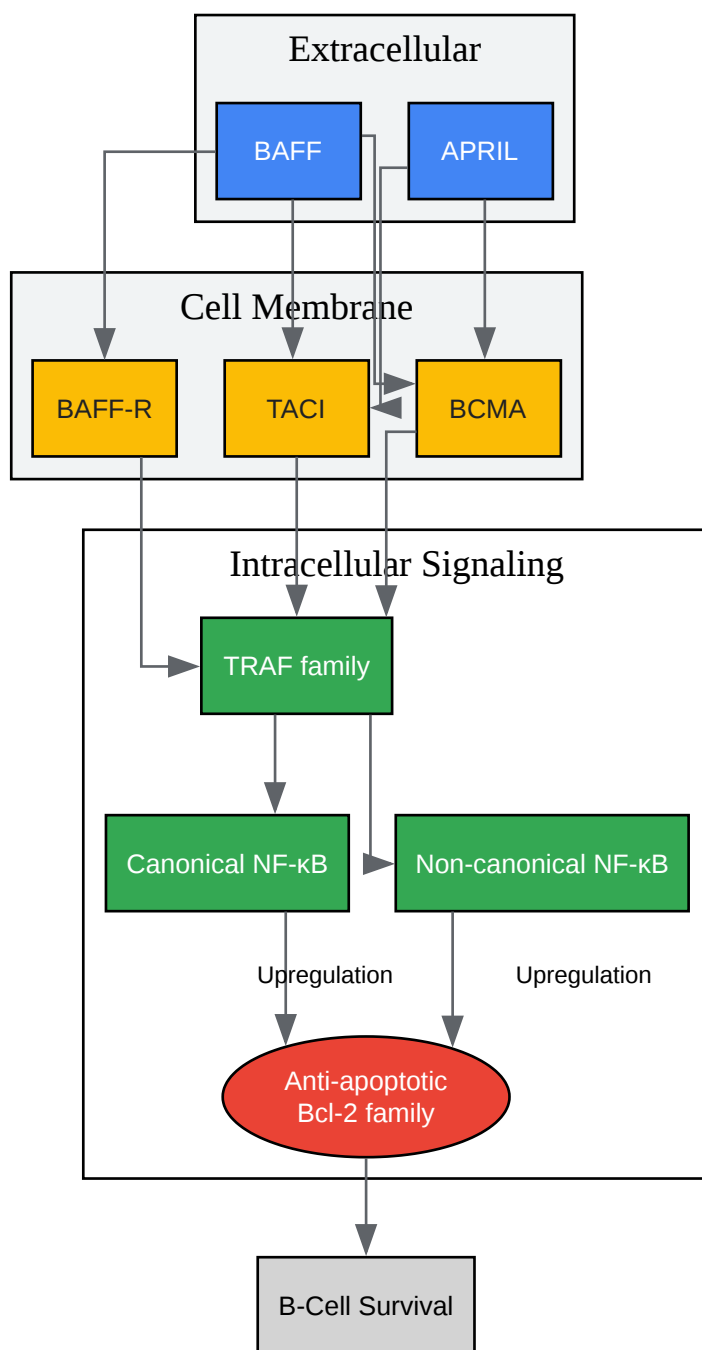 Extracellular
BAFF
APRIL
Cell Membrane
BAFF-R
TACI
BCMA
Intracellular Signaling
TRAF family
Canonical NF-κB
Non-canonical NF-κB
Upregulation
Upregulation
Anti-apoptotic
Bcl-2 family
B-Cell Survival